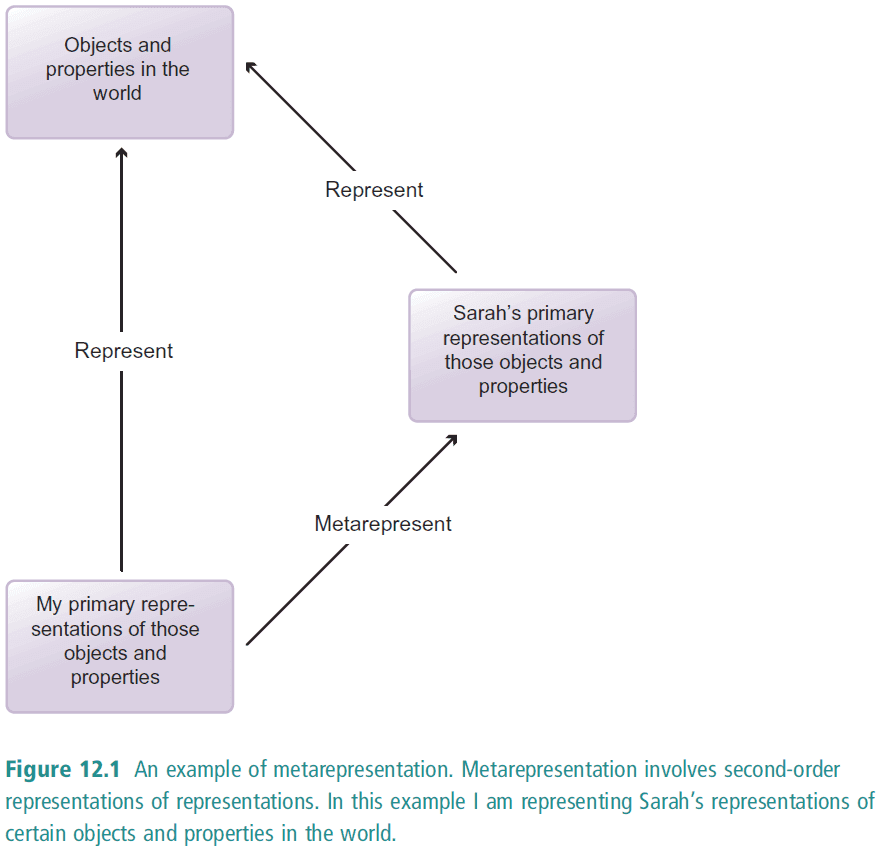 Objects and
properties in the
world
Represent
Sarah’s primary
representations of
those objects and
properties
Represent
Metarepresent
My primary repre-
sentations of those
objects and
properties
Figure 12.1 An example of metarepresentation. Metarepresentation involves second-order
representations of representations. In this example I am representing Sarah’s representations of
certain objects and properties in the world.